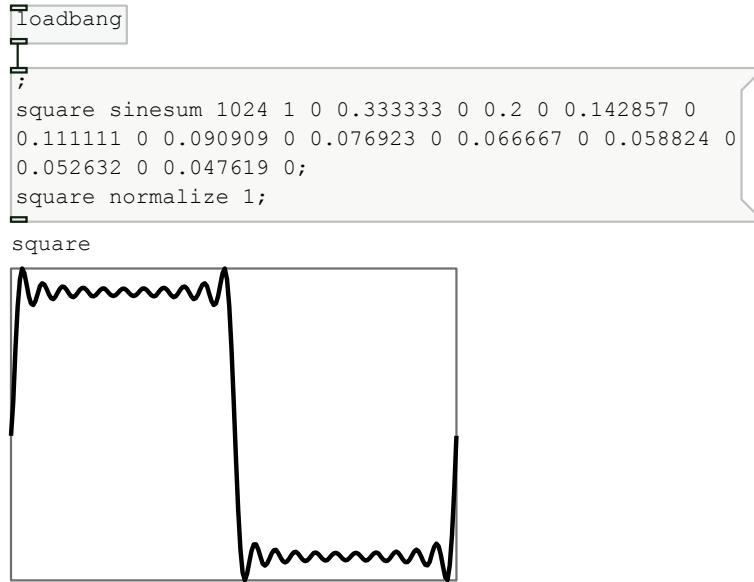 loadbang
;
square sinesum 1024 1 0 0.333333 0 0.2 0 0.142857 0
0.111111 0 0.090909 0 0.076923 0 0.066667 0 0.058824 0
0.052632 0 0.047619 0;
square normalize 1;
square